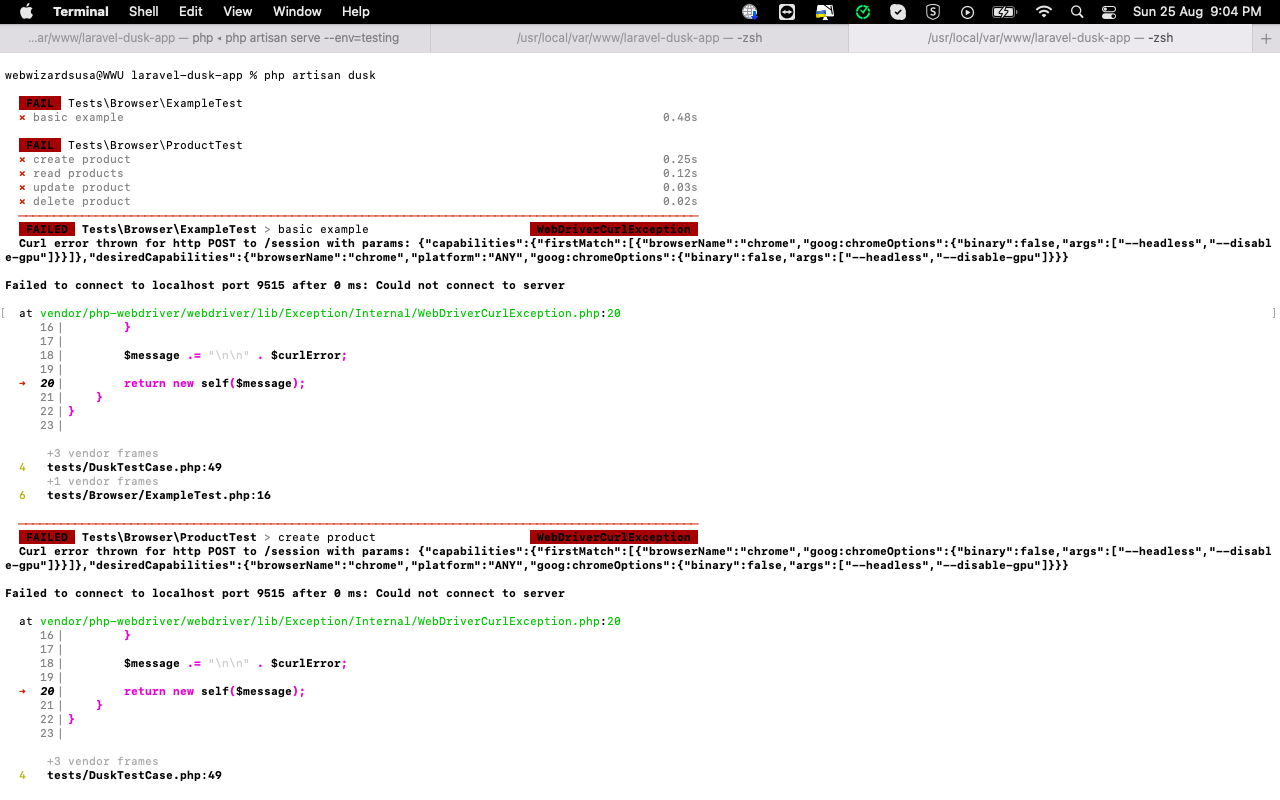 Terminal Shell Edit View Window Help Sun 25 Aug 9:04 PM
...ar/www/laravel-dusk-app — php ◂ php artisan serve --env=testing /usr/local/var/www/laravel-dusk-app — -zsh /usr/local/var/www/laravel-dusk-app — -zsh +
webwizardsusa@WWU laravel-dusk-app % php artisan dusk
FAIL Tests\Browser\ExampleTest
⨯ basic example 0.48s
FAIL Tests\Browser\ProductTest
⨯ create product 0.25s
⨯ read products 0.12s
⨯ update product 0.03s
⨯ delete product 0.02s
FAILED Tests\Browser\ExampleTest > basic example WebDriverCurlException
Curl error thrown for http POST to /session with params: {"capabilities":{"firstMatch":[{"browserName":"chrome","goog:chromeOptions":{"binary":false,"args":["--headless","--disabl
e-gpu"]}}]},"desiredCapabilities":{"browserName":"chrome","platform":"ANY","goog:chromeOptions":{"binary":false,"args":["--headless","--disable-gpu"]}}}
Failed to connect to localhost port 9515 after 0 ms: Could not connect to server
[ at vendor/php-webdriver/webdriver/lib/Exception/Internal/WebDriverCurlException.php:20 ]
16| }
17|
18| $message .= "\n\n" . $curlError;
19|
➜ 20| return new self($message);
21| }
22| }
23|
+3 vendor frames
4 tests/DuskTestCase.php:49
+1 vendor frames
6 tests/Browser/ExampleTest.php:16
FAILED Tests\Browser\ProductTest > create product WebDriverCurlException
Curl error thrown for http POST to /session with params: {"capabilities":{"firstMatch":[{"browserName":"chrome","goog:chromeOptions":{"binary":false,"args":["--headless","--disabl
e-gpu"]}}]},"desiredCapabilities":{"browserName":"chrome","platform":"ANY","goog:chromeOptions":{"binary":false,"args":["--headless","--disable-gpu"]}}}
Failed to connect to localhost port 9515 after 0 ms: Could not connect to server
at vendor/php-webdriver/webdriver/lib/Exception/Internal/WebDriverCurlException.php:20
16| }
17|
18| $message .= "\n\n" . $curlError;
19|
➜ 20| return new self($message);
21| }
22| }
23|
+3 vendor frames
4 tests/DuskTestCase.php:49